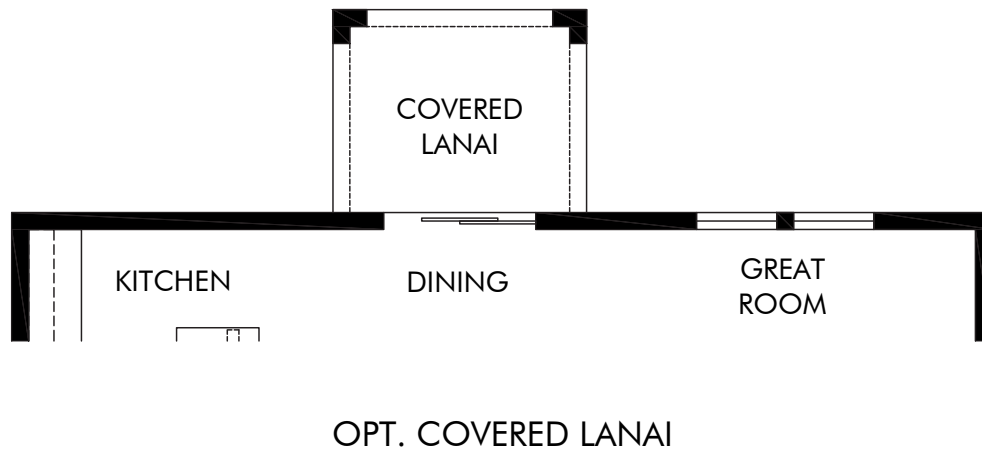 COVERED
LANAI
KITCHEN
DINING
GREAT
ROOM
OPT. COVERED LANAI